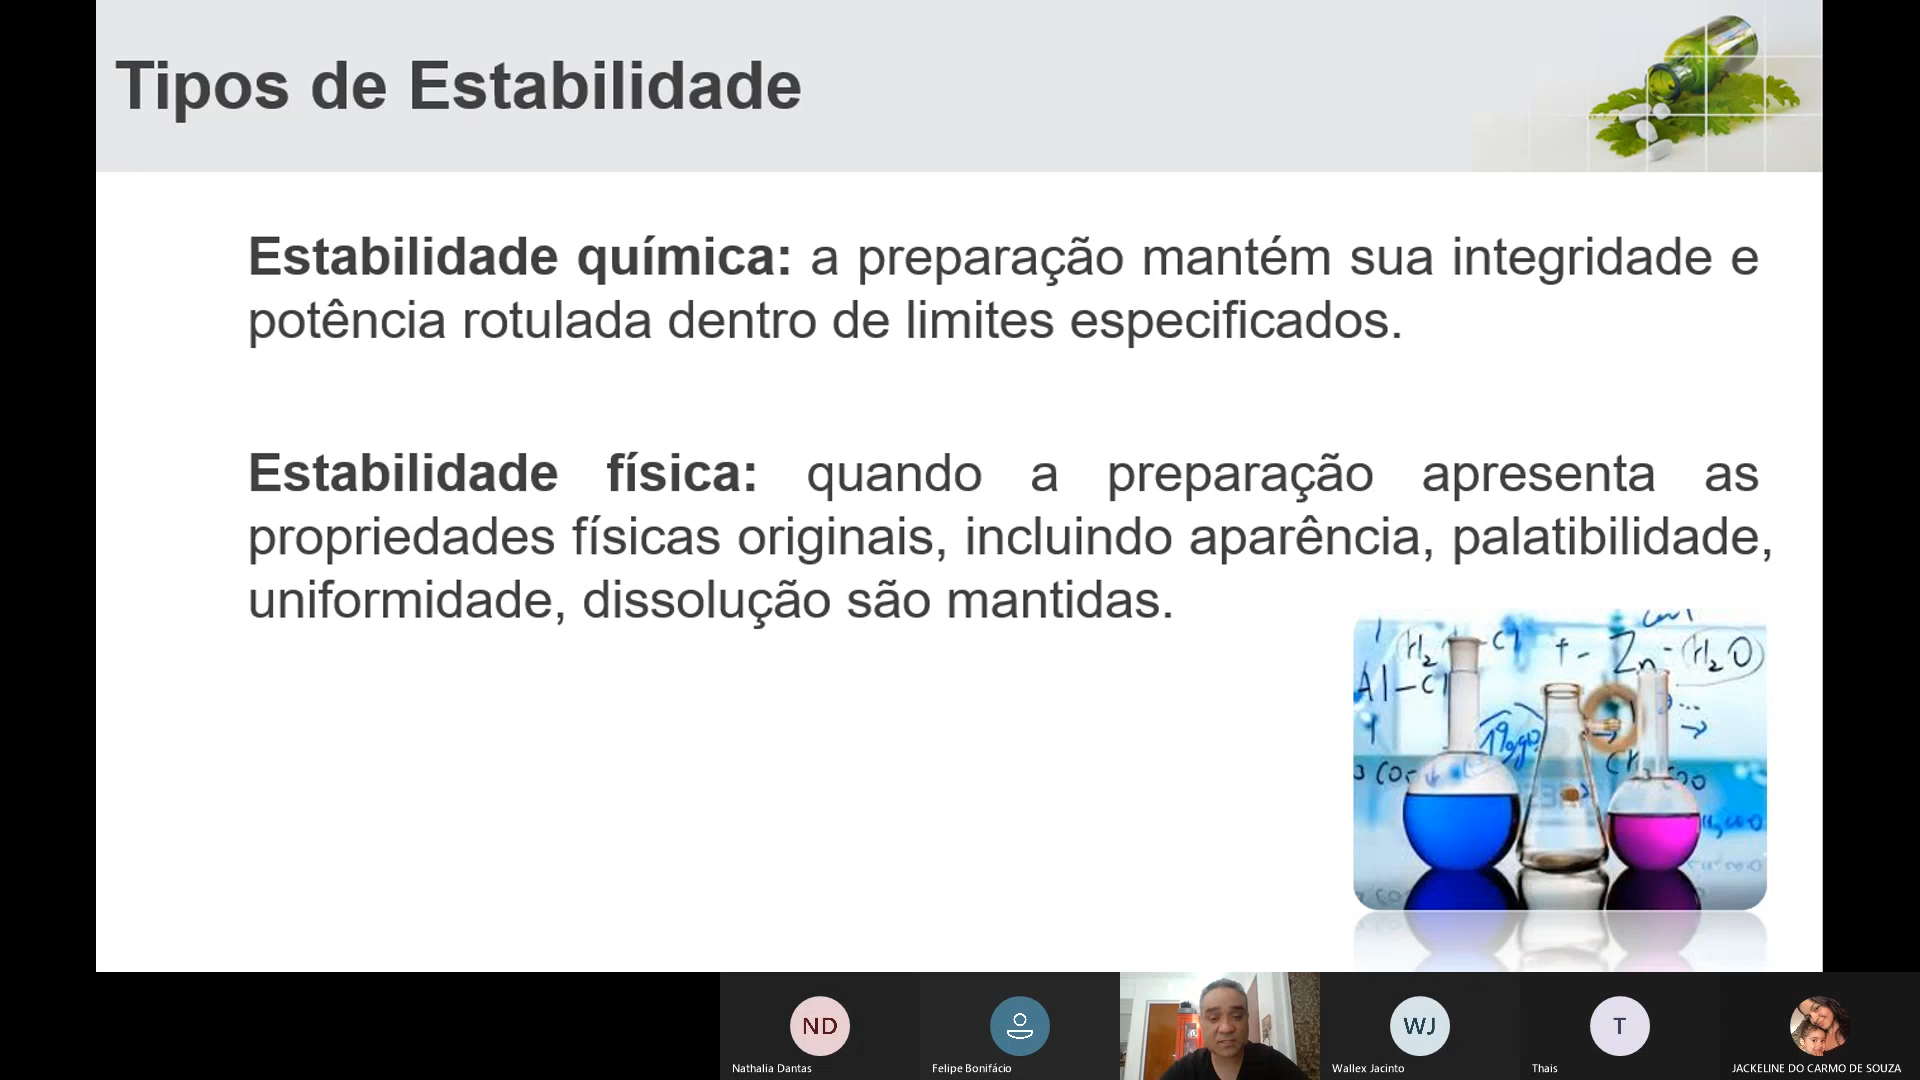 Tipos de Estabilidade
Estabilidade química: a preparação mantém sua integridade e
potência rotulada dentro de limites especificados.
Estabilidade física: quando a preparação apresenta as
propriedades físicas originais, incluindo aparência, palatibilidade,
uniformidade, dissolução são mantidas.
ND
WJ
T
Nathalia Dantas
Felipe Bonifácio
Wallex Jacinto
Thais
JACKELINE DO CARMO DE SOUZA